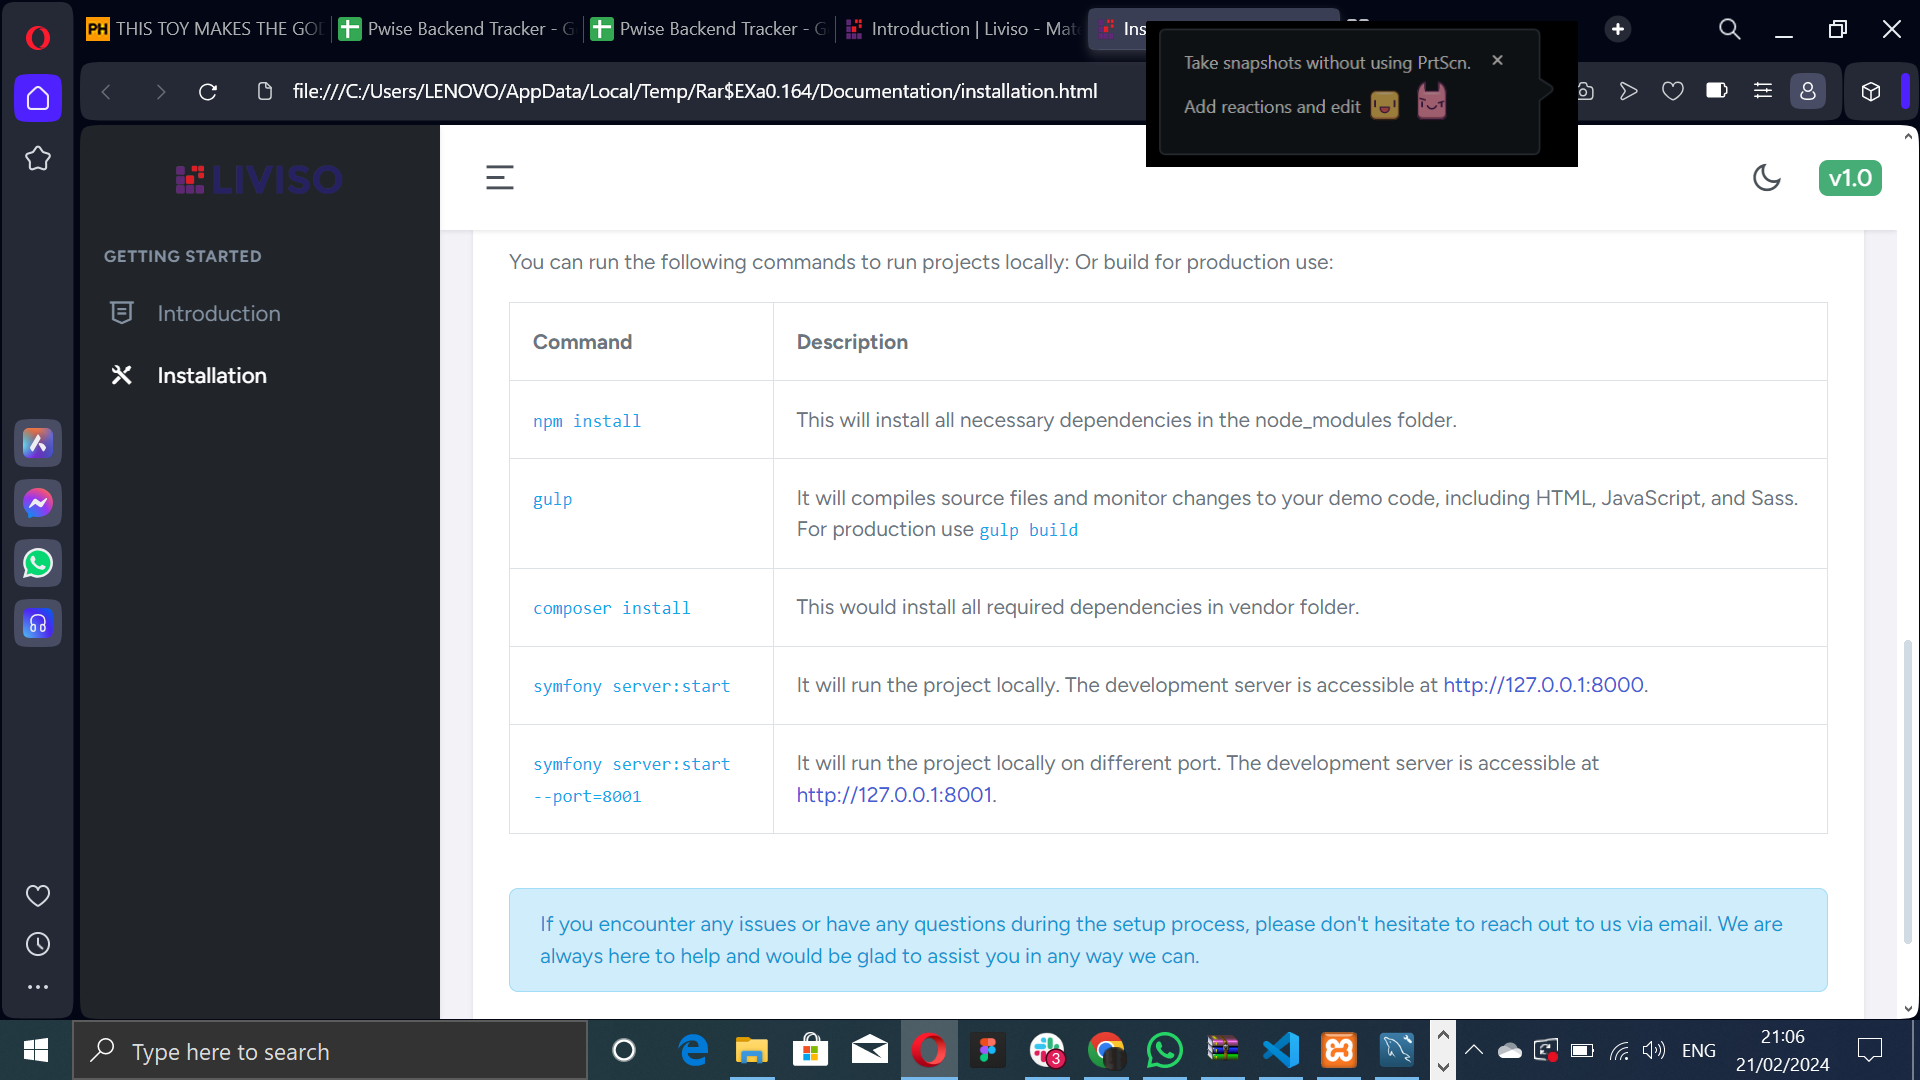 PH THIS TOY MAKES THE GO
Pwise Backend Tracker - G
Pwise Backend Tracker - G
Introduction | Liviso - Mat
Ins
file:///C:/Users/LENOVO/AppData/Local/Temp/Rar$EXa0.164/Documentation/installation.html
Take snapshots without using PrtScn.
Add reactions and edit
LIVISO
v1.0
GETTING STARTED
Introduction
Installation
You can run the following commands to run projects locally: Or build for production use:
Command Description
npm install This will install all necessary dependencies in the node_modules folder.
gulp It will compiles source files and monitor changes to your demo code, including HTML, JavaScript, and Sass.
For production use gulp build
composer install This would install all required dependencies in vendor folder.
symfony server:start It will run the project locally. The development server is accessible at http://127.0.0.1:8000.
symfony server:start It will run the project locally on different port. The development server is accessible at
--port=8001 http://127.0.0.1:8001.
If you encounter any issues or have any questions during the setup process, please don't hesitate to reach out to us via email. We are
always here to help and would be glad to assist you in any way we can.
Type here to search
3
ENG
21:06
21/02/2024